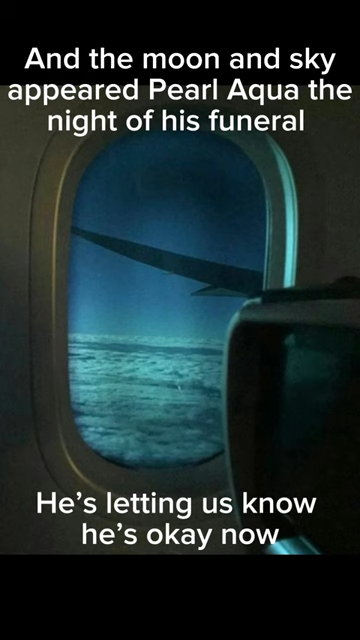 And the moon and sky
appeared Pearl Aqua the
night of his funeral
He's letting us know
he's okay now